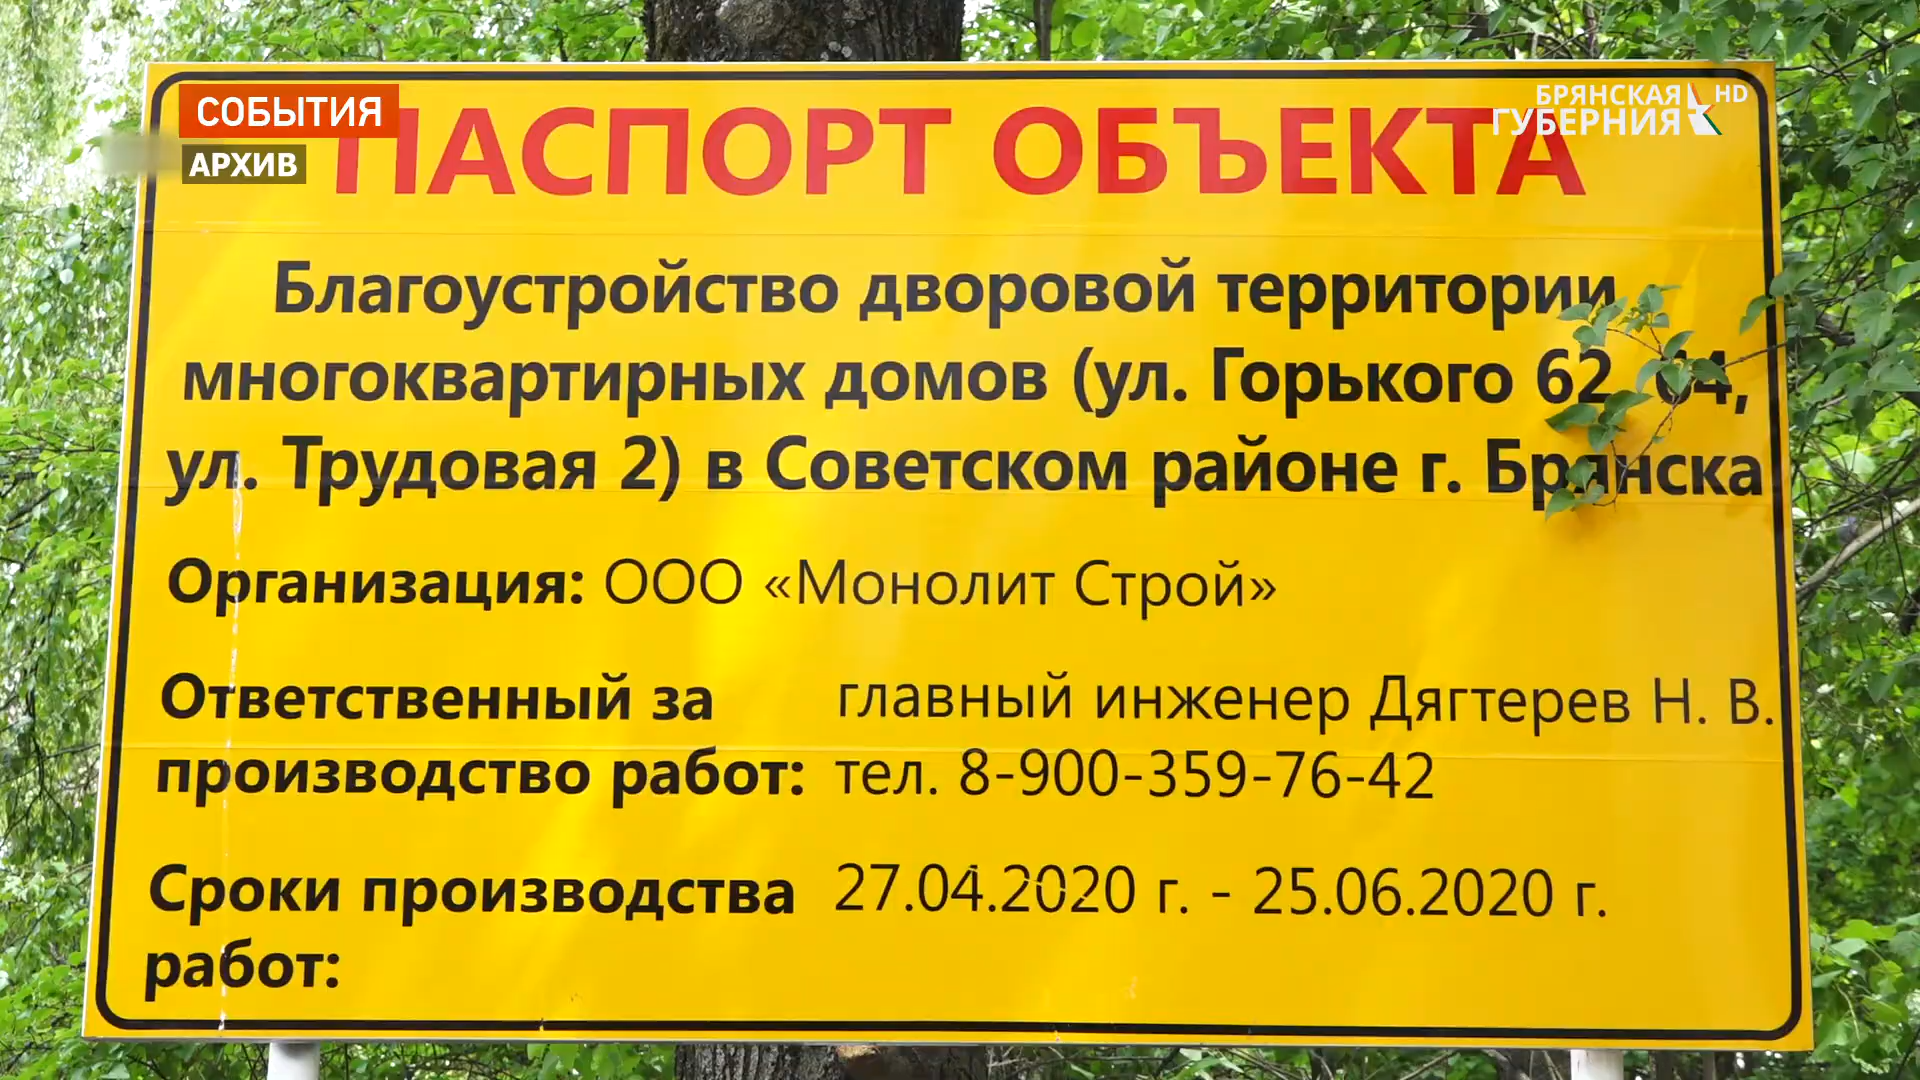 СОБЫТИЯ
АРХИВ
БРЯНСКАЯ HD
ГУБЕРНИЯ
ПАСПОРТ ОБЪЕКТА
Благоустройство дворовой территории
многоквартирных домов (ул. Горького 62, 64,
ул. Трудовая 2) в Советском районе г. Брянска
Организация: ООО «Монолит Строй»
Ответственный за главный инженер Дягтерев Н. В.
производство работ: тел. 8-900-359-76-42
Сроки производства 27.04.2020 г. - 25.06.2020 г.
работ: